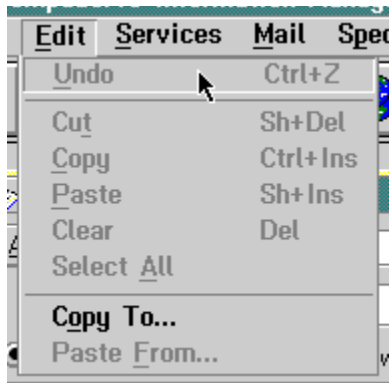 Edit Services Mail
Undo Ctrl+Z
Cut Sh+Del
Copy Ctrl+Ins
Paste Sh+Ins
Clear Del
Select All
Copy To...
Paste From...